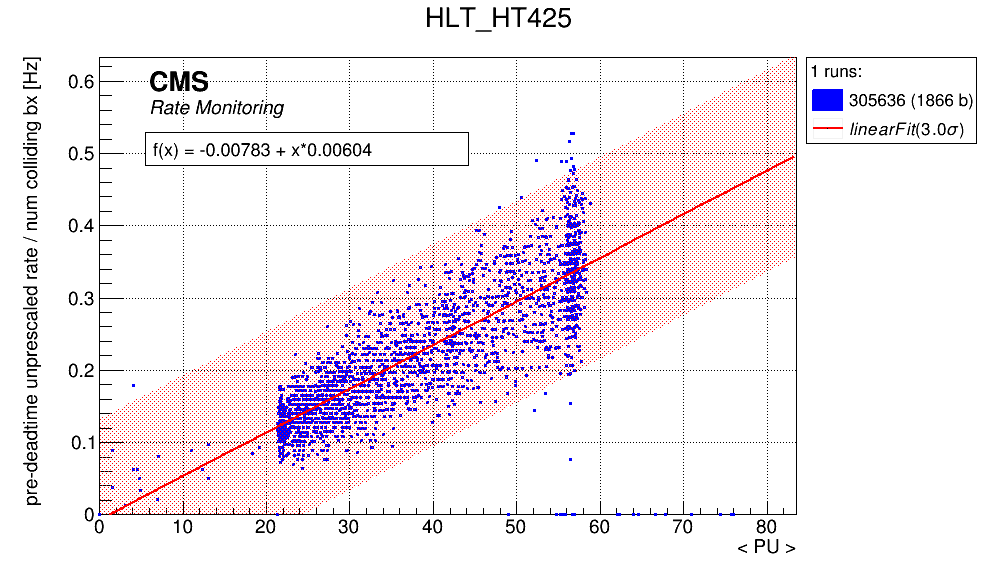 HLT_HT425
pre-deadtime unprescaled rate / num colliding bx [Hz]
0.6
0.5
0.4
0.3
0.2
0.1
0
CMS
Rate Monitoring
f(x) = -0.00783 + x*0.00604
1 runs:
305636 (1866 b)
linearFit(3.0σ)
0 10 20 30 40 50 60 70 80
< PU >